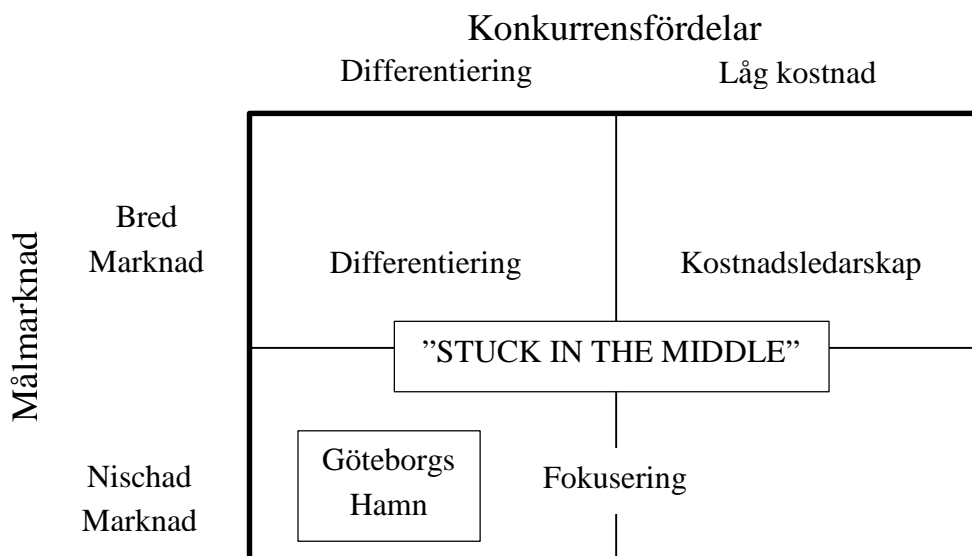 Konkurrensfördelar
Differentiering
Låg kostnad
Målmarknad
Bred
Marknad
Differentiering
Kostnadsledarskap
”STUCK IN THE MIDDLE”
Nischad
Marknad
Göteborgs
Hamn
Fokusering